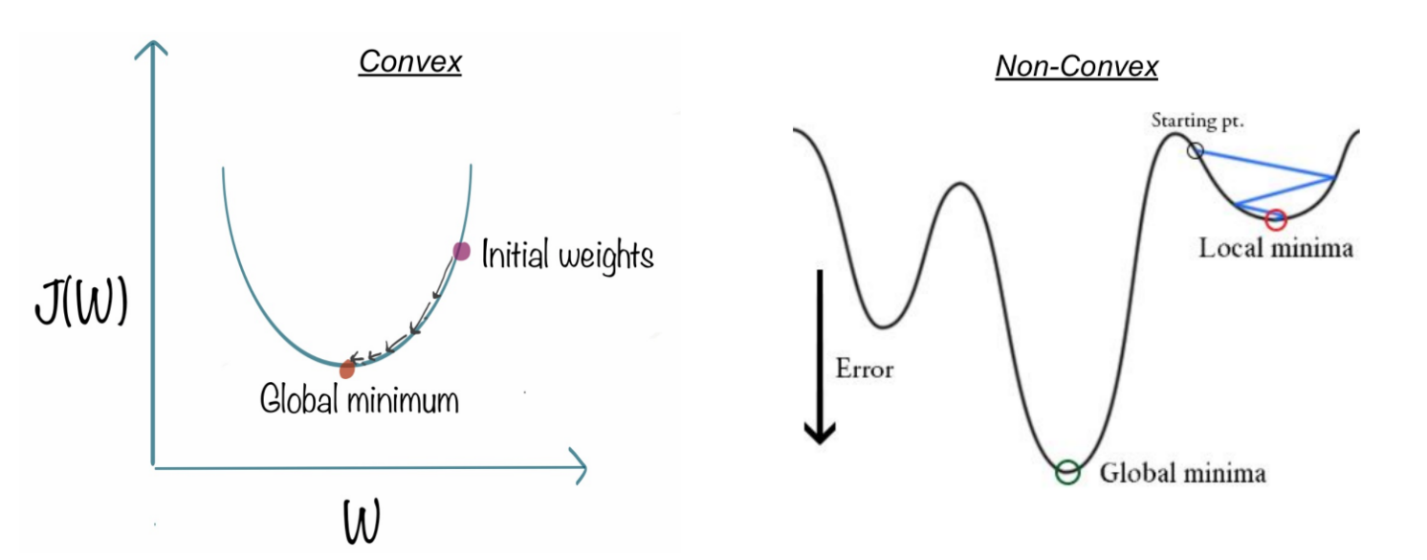 Convex
J(W)
Initial weights
Global minimum
W
Non-Convex
Starting pt.
Local minima
Error
Global minima